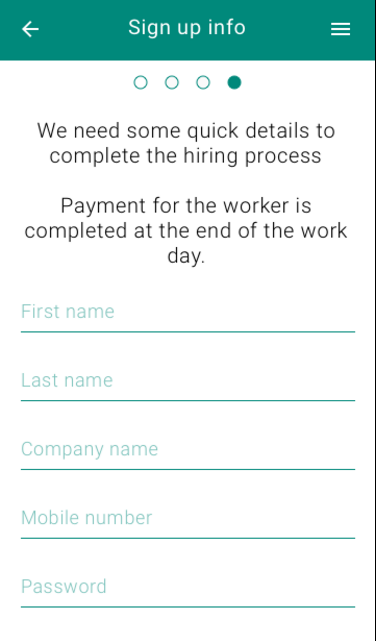 Sign up info
We need some quick details to
complete the hiring process
Payment for the worker is
completed at the end of the work
day.
First name
Last name
Company name
Mobile number
Password